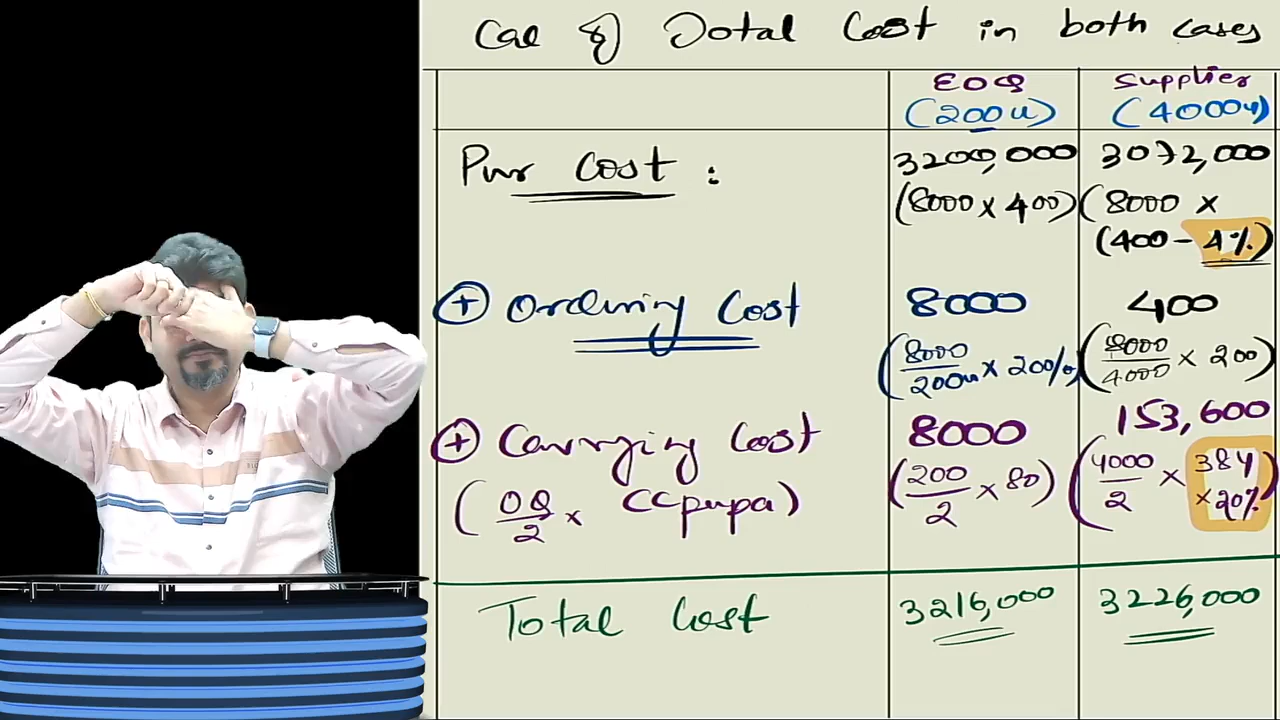 Cal of Total Cost in both cases
EOQ Supplier
(200u) (4000u)
Pur Cost : 3200,000 3072,000
(8000 x 400) (8000 x
(400 - 4%)
+ Ordering Cost 8000 400
(8000/200u x 200/o) (8000/4000 x 200)
+ Carrying Cost 8000 153,600
(OQ/2 x CCpupa) (200/2 x 80) (4000/2 x 384 x 20%)
Total Cost 3216,000 3226,000